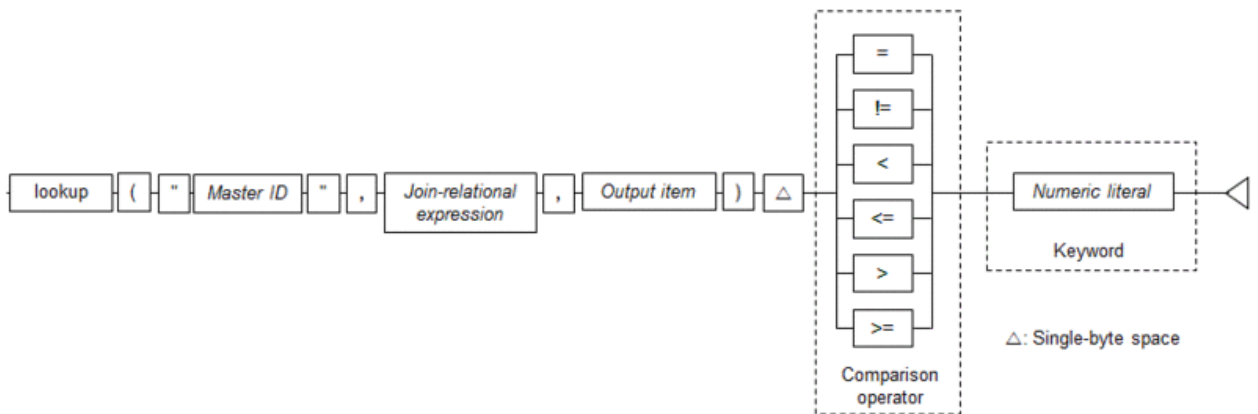 =
!=
<
lookup ( " Master ID " , Join-relational expression , Output item ) △
<=
>
>=
Comparison
operator
Numeric literal
Keyword
△: Single-byte space